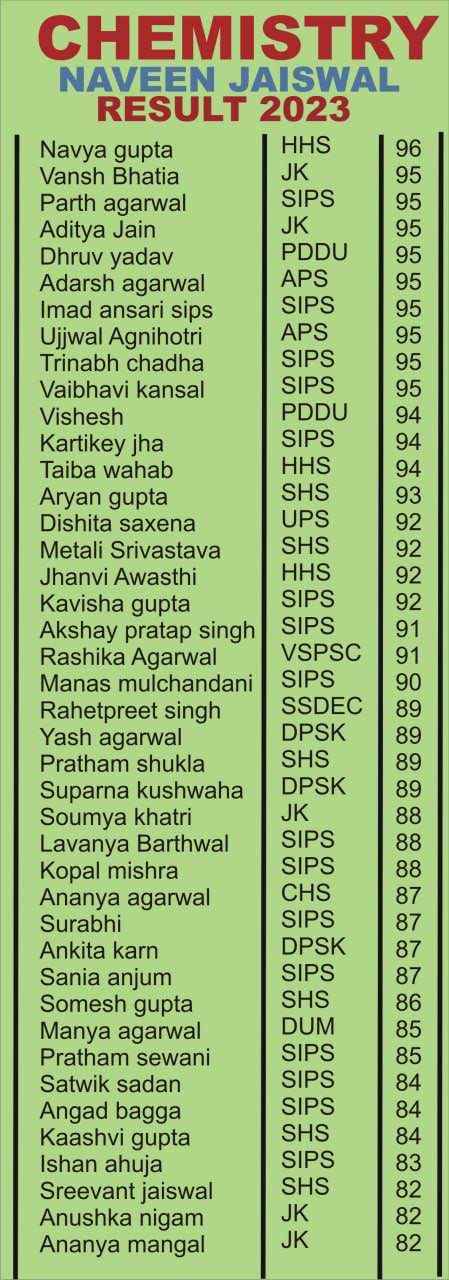 CHEMISTRY
NAVEEN JAISWAL
RESULT 2023
Navya gupta HHS 96
Vansh Bhatia JK 95
Parth agarwal SIPS 95
Aditya Jain JK 95
Dhruv yadav PDDU 95
Adarsh agarwal APS 95
Imad ansari sips SIPS 95
Ujjwal Agnihotri APS 95
Trinabh chadha SIPS 95
Vaibhavi kansal SIPS 95
Vishesh PDDU 94
Kartikey jha SIPS 94
Taiba wahab HHS 94
Aryan gupta SHS 93
Dishita saxena UPS 92
Metali Srivastava SHS 92
Jhanvi Awasthi HHS 92
Kavisha gupta SIPS 92
Akshay pratap singh SIPS 91
Rashika Agarwal VSPSC 91
Manas mulchandani SIPS 90
Rahetpreet singh SSDEC 89
Yash agarwal DPSK 89
Pratham shukla SHS 89
Suparna kushwaha DPSK 89
Soumya khatri JK 88
Lavanya Barthwal SIPS 88
Kopal mishra SIPS 88
Ananya agarwal CHS 87
Surabhi SIPS 87
Ankita karn DPSK 87
Sania anjum SIPS 87
Somesh gupta SHS 86
Manya agarwal DUM 85
Pratham sewani SIPS 85
Satwik sadan SIPS 84
Angad bagga SIPS 84
Kaashvi gupta SHS 84
Ishan ahuja SIPS 83
Sreevant jaiswal SHS 82
Anushka nigam JK 82
Ananya mangal JK 82